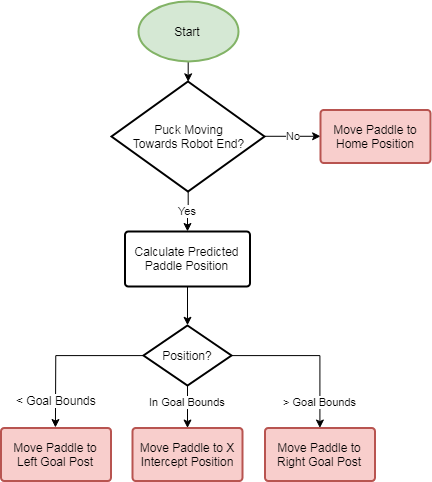 Start
Puck Moving
Towards Robot End?
No
Move Paddle to
Home Position
Yes
Calculate Predicted
Paddle Position
Position?
< Goal Bounds
In Goal Bounds
> Goal Bounds
Move Paddle to
Left Goal Post
Move Paddle to X
Intercept Position
Move Paddle to
Right Goal Post